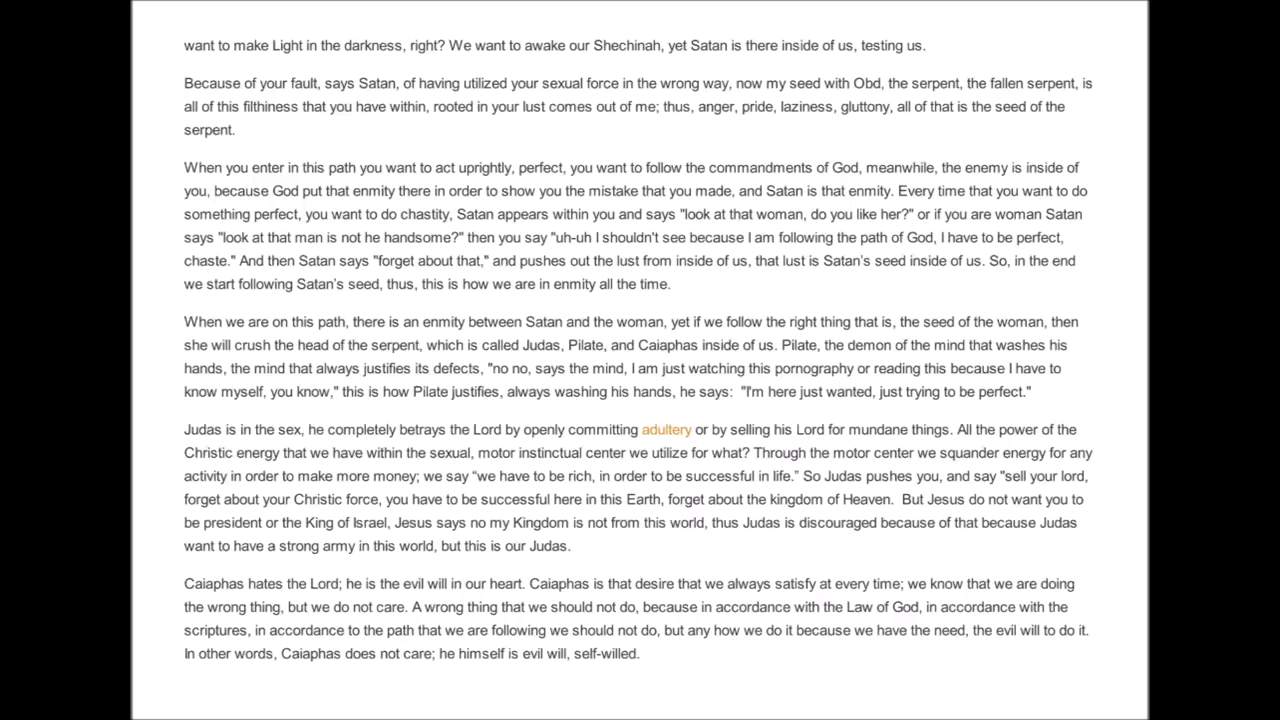 want to make Light in the darkness, right? We want to awake our Shechinah, yet Satan is there inside of us, testing us.
Because of your fault, says Satan, of having utilized your sexual force in the wrong way, now my seed with Obd, the serpent, the fallen serpent, is
all of this filthiness that you have within, rooted in your lust comes out of me; thus, anger, pride, laziness, gluttony, all of that is the seed of the
serpent.
When you enter in this path you want to act uprightly, perfect, you want to follow the commandments of God, meanwhile, the enemy is inside of
you, because God put that enmity there in order to show you the mistake that you made, and Satan is that enmity. Every time that you want to do
something perfect, you want to do chastity, Satan appears within you and says "look at that woman, do you like her?" or if you are woman Satan
says "look at that man is not he handsome?" then you say "uh-uh I shouldn't see because I am following the path of God, I have to be perfect,
chaste." And then Satan says "forget about that," and pushes out the lust from inside of us, that lust is Satan’s seed inside of us. So, in the end
we start following Satan’s seed, thus, this is how we are in enmity all the time.
When we are on this path, there is an enmity between Satan and the woman, yet if we follow the right thing that is, the seed of the woman, then
she will crush the head of the serpent, which is called Judas, Pilate, and Caiaphas inside of us. Pilate, the demon of the mind that washes his
hands, the mind that always justifies its defects, "no no, says the mind, I am just watching this pornography or reading this because I have to
know myself, you know," this is how Pilate justifies, always washing his hands, he says:  "I'm here just wanted, just trying to be perfect."
Judas is in the sex, he completely betrays the Lord by openly committing adultery or by selling his Lord for mundane things. All the power of the
Christic energy that we have within the sexual, motor instinctual center we utilize for what? Through the motor center we squander energy for any
activity in order to make more money; we say “we have to be rich, in order to be successful in life.” So Judas pushes you, and say "sell your lord,
forget about your Christic force, you have to be successful here in this Earth, forget about the kingdom of Heaven.  But Jesus do not want you to
be president or the King of Israel, Jesus says no my Kingdom is not from this world, thus Judas is discouraged because of that because Judas
want to have a strong army in this world, but this is our Judas.
Caiaphas hates the Lord; he is the evil will in our heart. Caiaphas is that desire that we always satisfy at every time; we know that we are doing
the wrong thing, but we do not care. A wrong thing that we should not do, because in accordance with the Law of God, in accordance with the
scriptures, in accordance to the path that we are following we should not do, but any how we do it because we have the need, the evil will to do it.
In other words, Caiaphas does not care; he himself is evil will, self-willed.